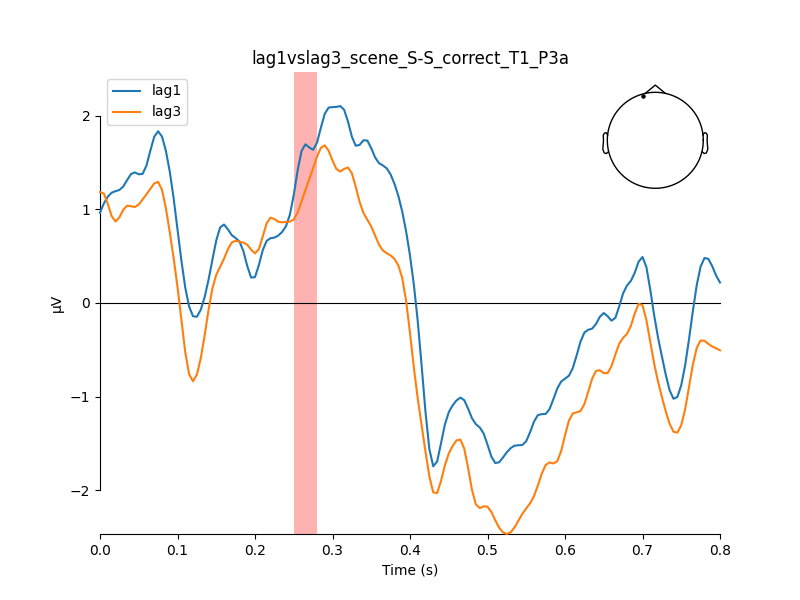 lag1vslag3_scene_S-S_correct_T1_P3a
lag1
lag3
µV
2
1
0
−1
−2
0.0 0.1 0.2 0.3 0.4 0.5 0.6 0.7 0.8
Time (s)